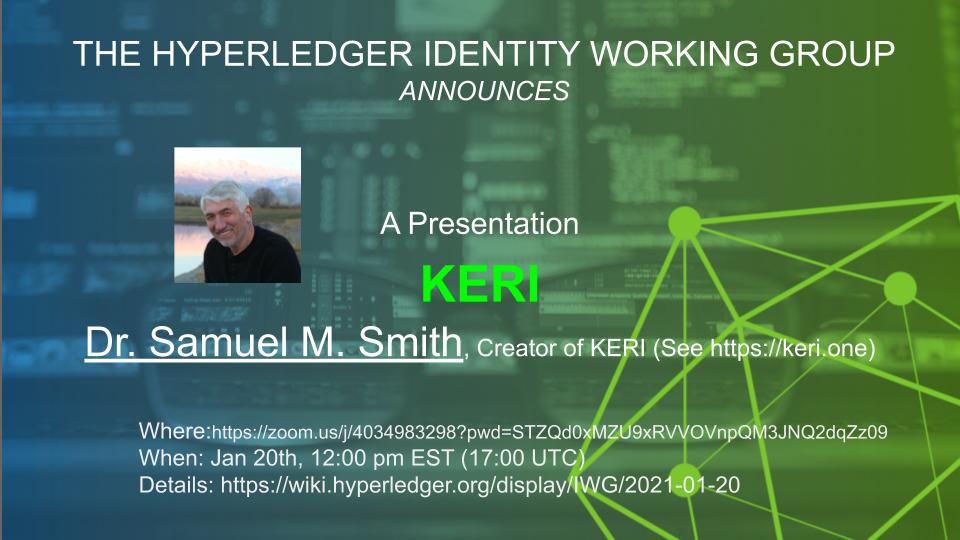 THE HYPERLEDGER IDENTITY WORKING GROUP
ANNOUNCES
A Presentation
KERI
Dr. Samuel M. Smith, Creator of KERI (See https://keri.one)
Where:https://zoom.us/j/4034983298?pwd=STZQd0xMZU9xRVVOVnpQM3JNQ2dqZz09
When: Jan 20th, 12:00 pm EST (17:00 UTC)
Details: https://wiki.hyperledger.org/display/IWG/2021-01-20